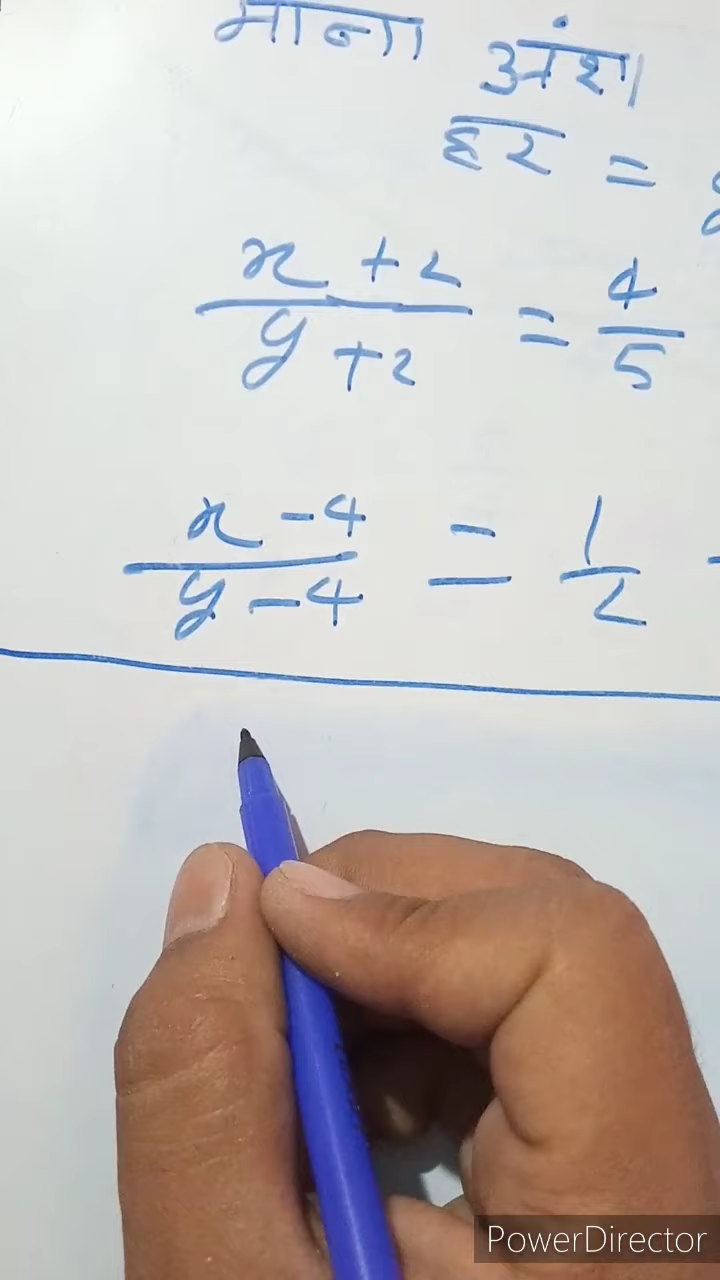 माना अंश
हर =
x + 2 / y + 2 = 4 / 5
x - 4 / y - 4 = 1 / 2
PowerDirector